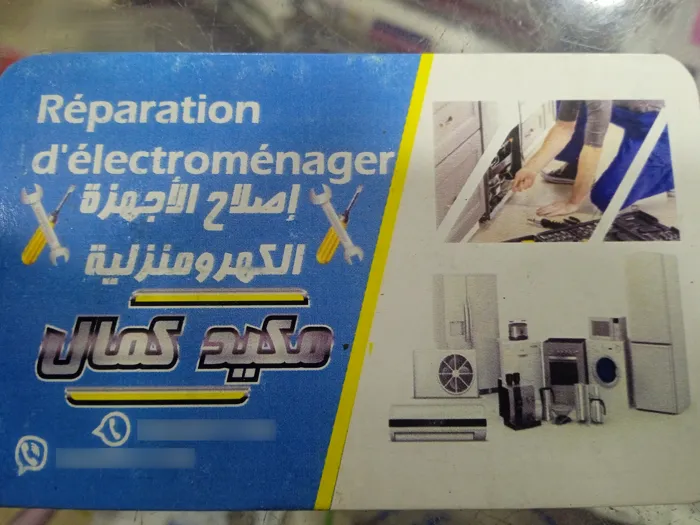 Réparation
d'électroménager
إصلاح الأجهزة
الكهرومنزلية
مكيد كمال